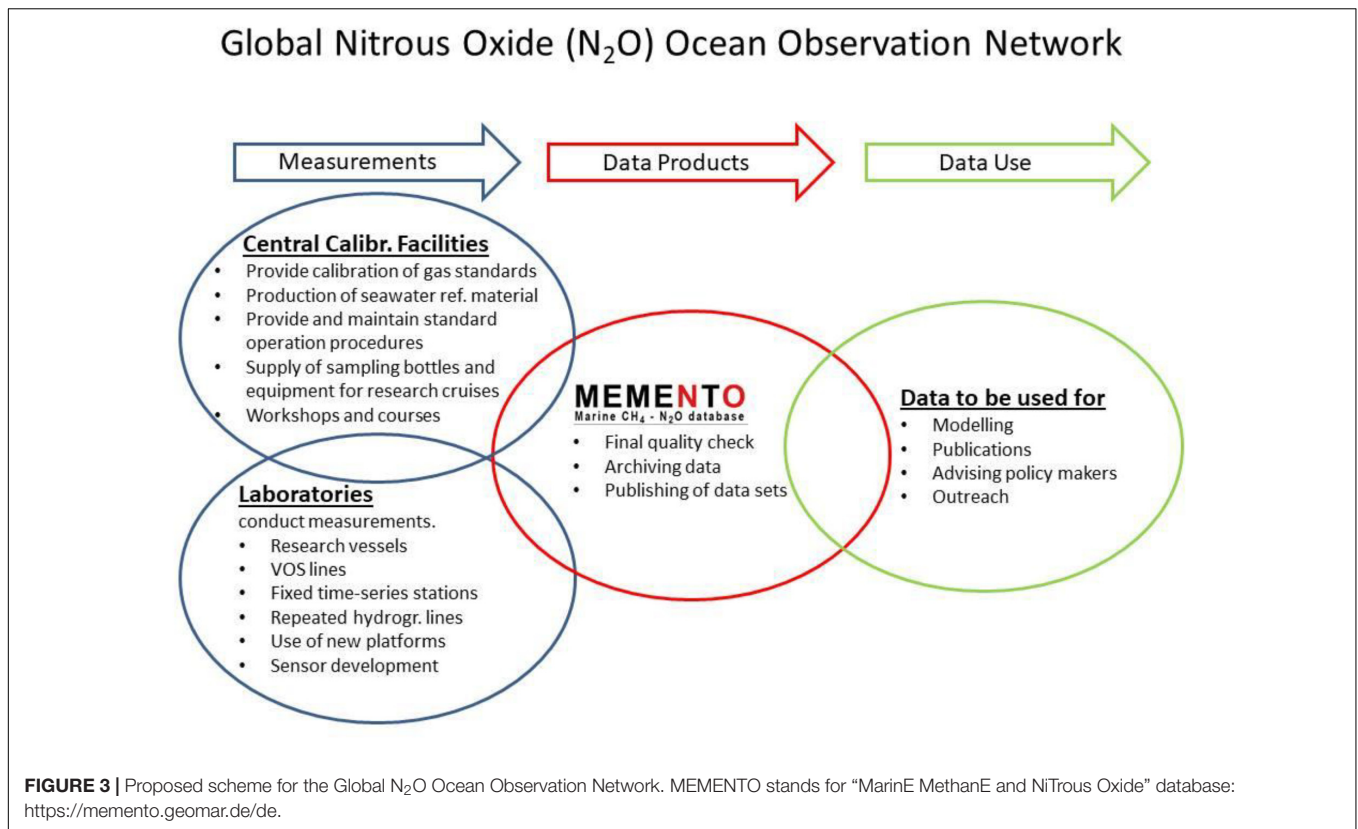 Global Nitrous Oxide (N₂O) Ocean Observation Network
Measurements
Data Products
Data Use
Central Calibr. Facilities
• Provide calibration of gas standards
• Production of seawater ref. material
• Provide and maintain standard
operation procedures
• Supply of sampling bottles and
equipment for research cruises
• Workshops and courses
Laboratories
conduct measurements.
• Research vessels
• VOS lines
• Fixed time-series stations
• Repeated hydrogr. lines
• Use of new platforms
• Sensor development
MEMENTO
Marine CH₄ - N₂O database
• Final quality check
• Archiving data
• Publishing of data sets
Data to be used for
• Modelling
• Publications
• Advising policy makers
• Outreach
FIGURE 3 | Proposed scheme for the Global N₂O Ocean Observation Network. MEMENTO stands for “MarinE MethanE and NiTrous Oxide” database:
https://memento.geomar.de/de.